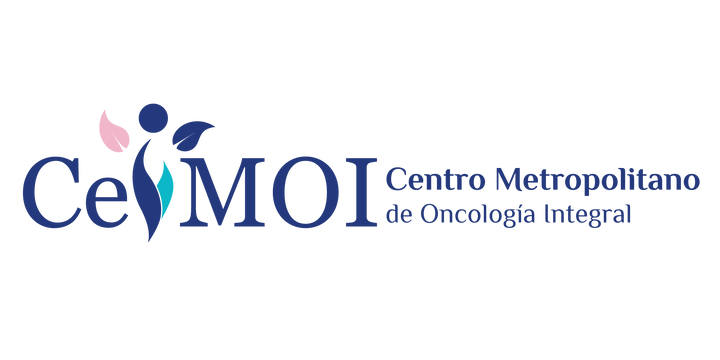 CeMOI
Centro Metropolitano
de Oncología Integral